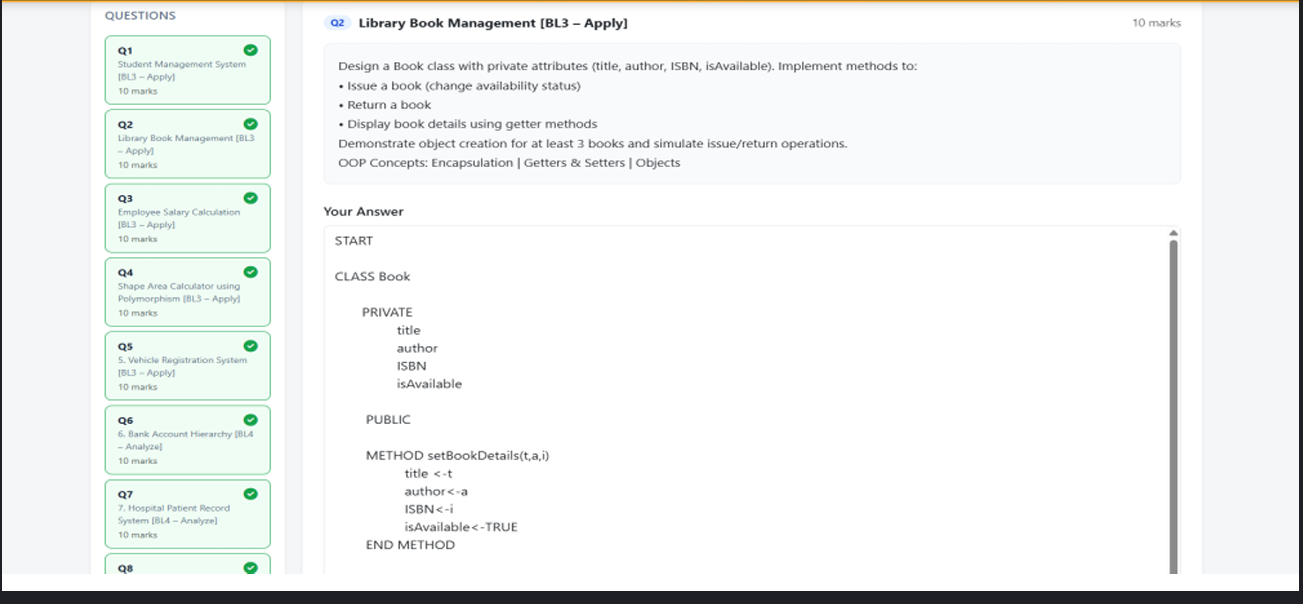 QUESTIONS
Q1
Student Management System
[BL3 – Apply]
10 marks
Q2
Library Book Management [BL3
– Apply]
10 marks
Q3
Employee Salary Calculation
[BL3 – Apply]
10 marks
Q4
Shape Area Calculator using
Polymorphism [BL3 – Apply]
10 marks
Q5
5. Vehicle Registration System
[BL3 – Apply]
10 marks
Q6
6. Bank Account Hierarchy [BL4
– Analyze]
10 marks
Q7
7. Hospital Patient Record
System [BL4 – Analyze]
10 marks
Q8
Q2 Library Book Management [BL3 – Apply] 10 marks
Design a Book class with private attributes (title, author, ISBN, isAvailable). Implement methods to:
• Issue a book (change availability status)
• Return a book
• Display book details using getter methods
Demonstrate object creation for at least 3 books and simulate issue/return operations.
OOP Concepts: Encapsulation | Getters & Setters | Objects
Your Answer
START
CLASS Book
PRIVATE
title
author
ISBN
isAvailable
PUBLIC
METHOD setBookDetails(t,a,i)
title <-t
author<-a
ISBN<-i
isAvailable<-TRUE
END METHOD